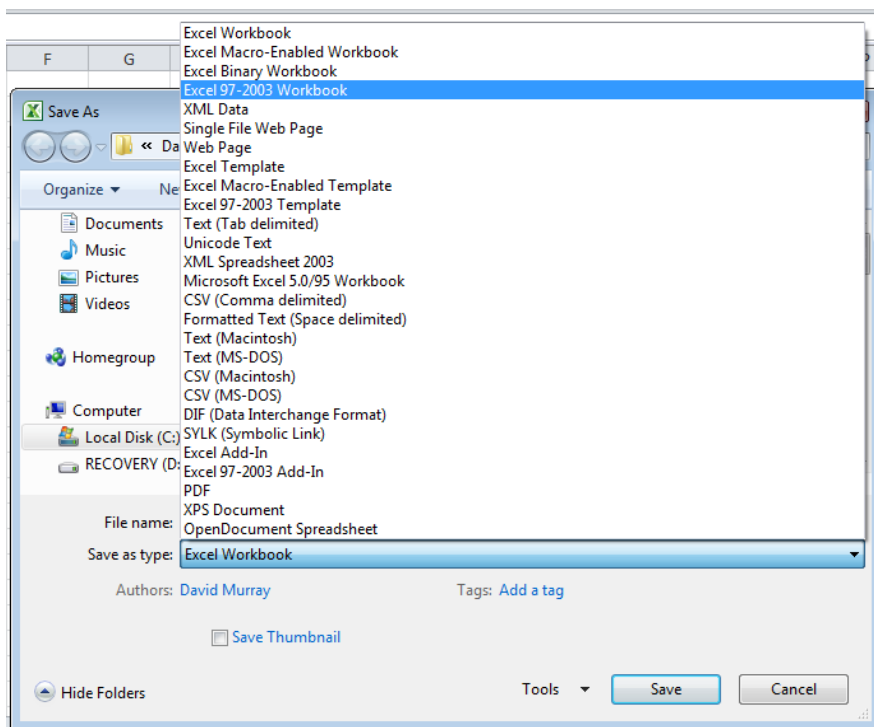 F G
Save As
« Da
Organize Ne
Documents
Music
Pictures
Videos
Homegroup
Computer
Local Disk (C:)
RECOVERY (D:
Excel Workbook
Excel Macro-Enabled Workbook
Excel Binary Workbook
Excel 97-2003 Workbook
XML Data
Single File Web Page
Web Page
Excel Template
Excel Macro-Enabled Template
Excel 97-2003 Template
Text (Tab delimited)
Unicode Text
XML Spreadsheet 2003
Microsoft Excel 5.0/95 Workbook
CSV (Comma delimited)
Formatted Text (Space delimited)
Text (Macintosh)
Text (MS-DOS)
CSV (Macintosh)
CSV (MS-DOS)
DIF (Data Interchange Format)
SYLK (Symbolic Link)
Excel Add-In
Excel 97-2003 Add-In
PDF
XPS Document
OpenDocument Spreadsheet
File name:
Save as type: Excel Workbook
Authors: David Murray Tags: Add a tag
Save Thumbnail
Hide Folders Tools Save Cancel